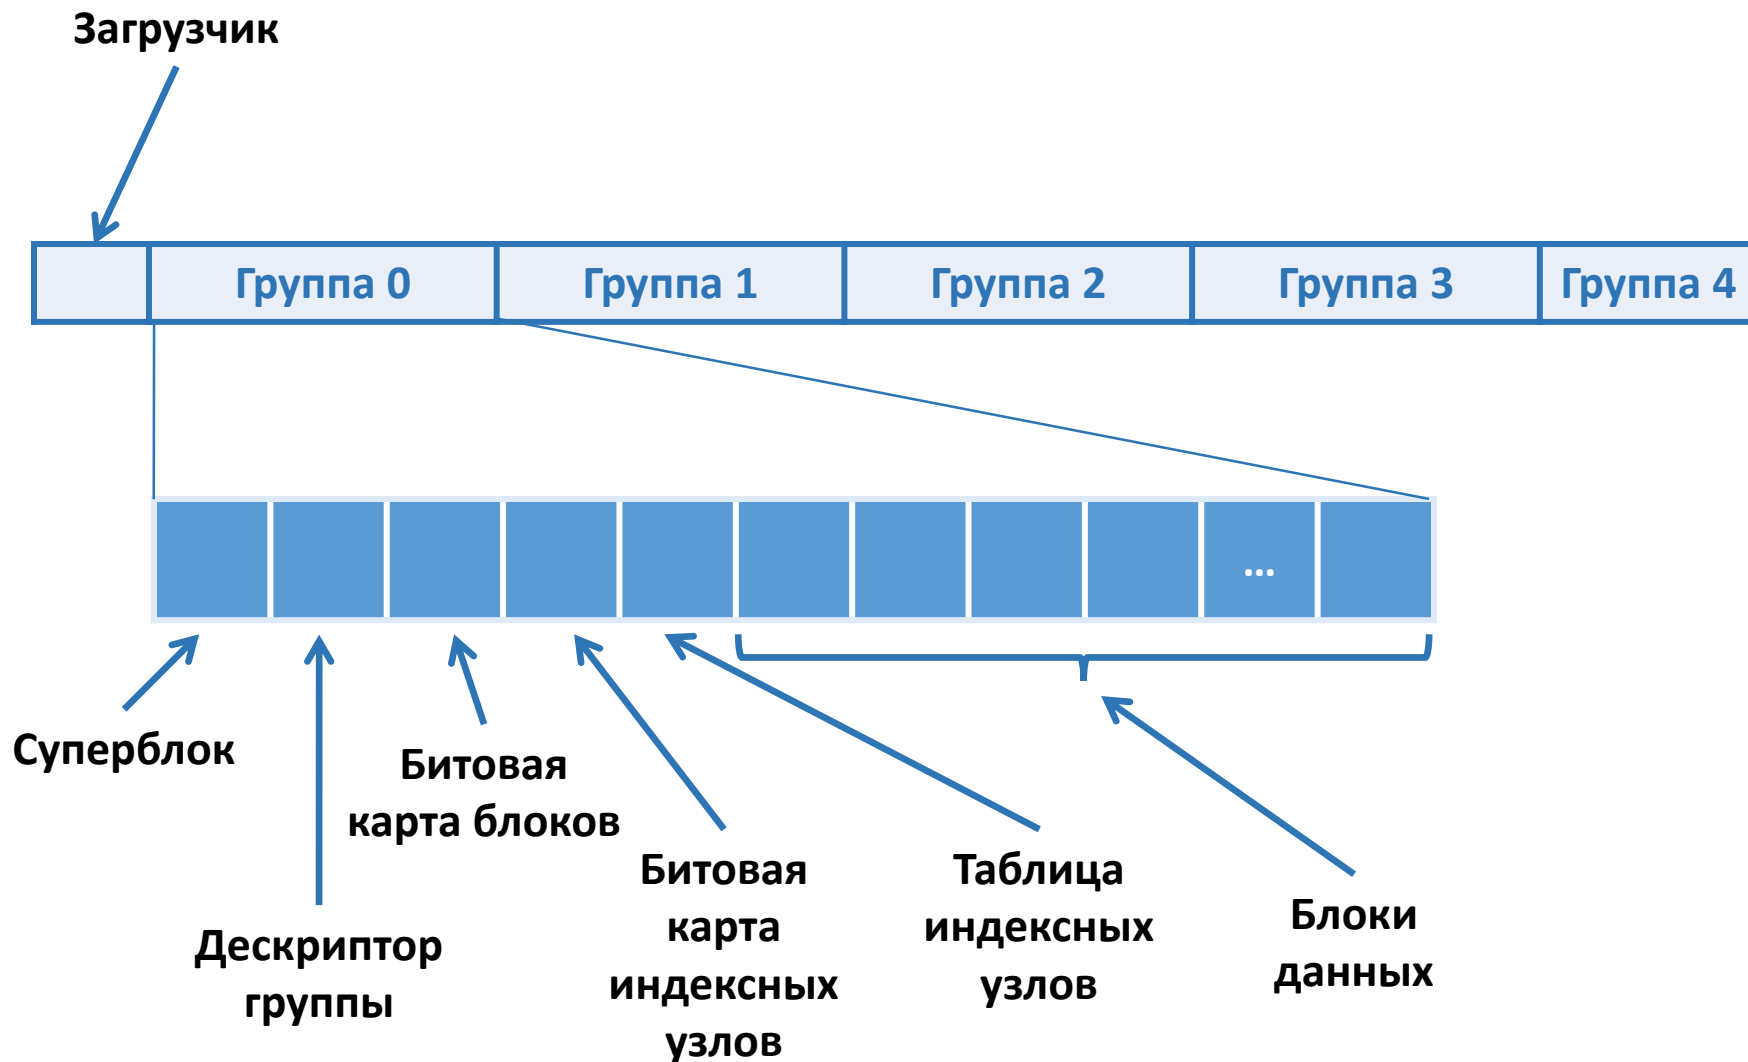 Загрузчик
Группа 0
Группа 1
Группа 2
Группа 3
Группа 4
...
Суперблок
Дескриптор
группы
Битовая
карта блоков
Битовая
карта
индексных
узлов
Таблица
индексных
узлов
Блоки
данных